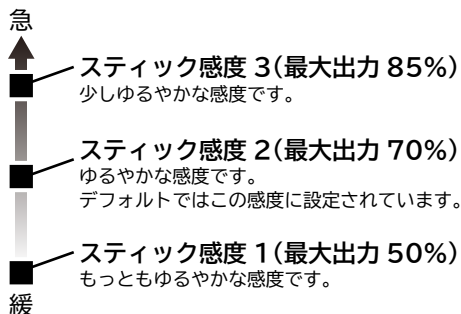 急
スティック感度 3(最大出力 85%)
少しゆるやかな感度です。
スティック感度 2(最大出力 70%)
ゆるやかな感度です。
デフォルトではこの感度に設定されています。
スティック感度 1(最大出力 50%)
もっともゆるやかな感度です。
緩